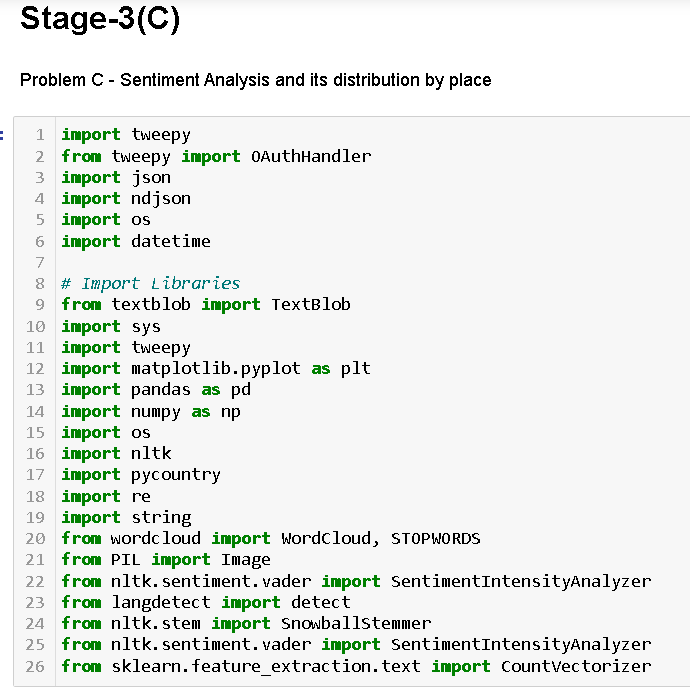 Stage-3(C)
Problem C - Sentiment Analysis and its distribution by place
:
1 import tweepy
2 from tweepy import OAuthHandler
3 import json
4 import ndjson
5 import os
6 import datetime
7
8 # Import Libraries
9 from textblob import TextBlob
10 import sys
11 import tweepy
12 import matplotlib.pyplot as plt
13 import pandas as pd
14 import numpy as np
15 import os
16 import nltk
17 import pycountry
18 import re
19 import string
20 from wordcloud import WordCloud, STOPWORDS
21 from PIL import Image
22 from nltk.sentiment.vader import SentimentIntensityAnalyzer
23 from langdetect import detect
24 from nltk.stem import SnowballStemmer
25 from nltk.sentiment.vader import SentimentIntensityAnalyzer
26 from sklearn.feature_extraction.text import CountVectorizer